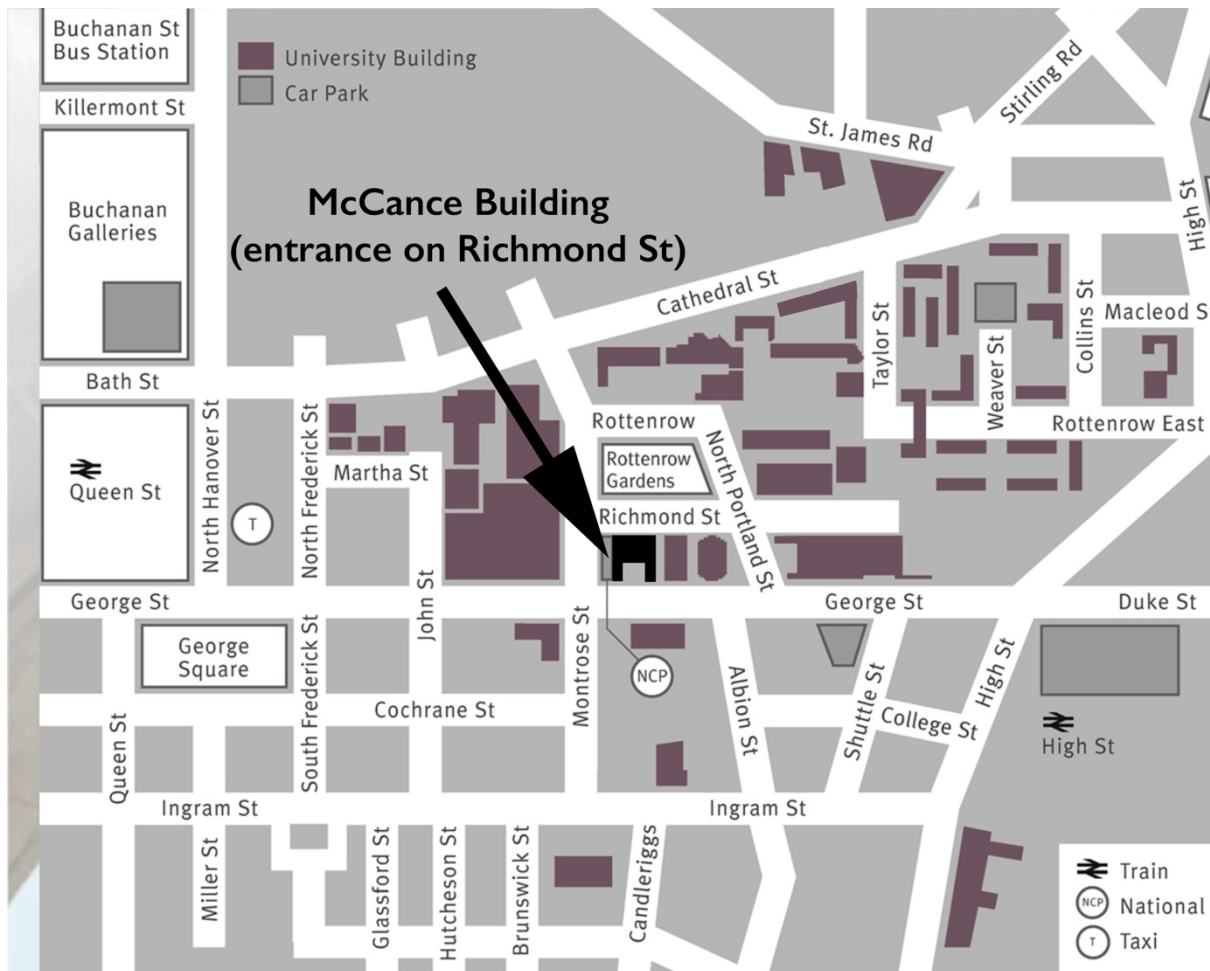 Buchanan St
Bus Station
University Building
Car Park
Killermont St
Stirling Rd
St. James Rd
High St
McCance Building
(entrance on Richmond St)
Buchanan
Galleries
Cathedral St
Taylor St
Weaver St
Collins St
Macleod St
Bath St
North Hanover St
North Frederick St
Rottenrow
Rottenrow East
Martha St
Queen St
T
Rottenrow
Gardens
North Portland St
Richmond St
George St
John St
George St
Duke St
George
Square
South Frederick St
Montrose St
NCP
Albion St
Shuttle St
High St
Cochrane St
College St
High St
Queen St
Ingram St
Ingram St
Miller St
Glassford St
Hutcheson St
Brunswick St
Candleriggs
Train
NCP National
T Taxi